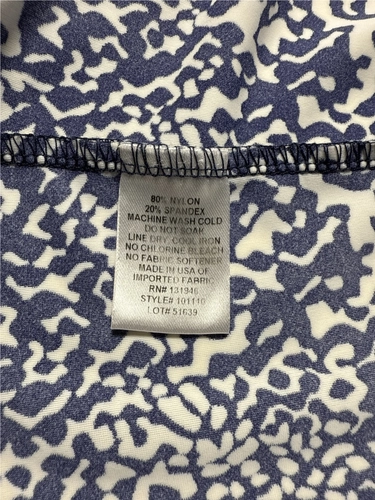 80% NYLON
20% SPANDEX
MACHINE WASH COLD
DO NOT SOAK
LINE DRY, COOL IRON
NO CHLORINE BLEACH
NO FABRIC SOFTENER
MADE IN USA OF
IMPORTED FABRIC
RN# 131946
STYLE# 101110
LOT# 51639